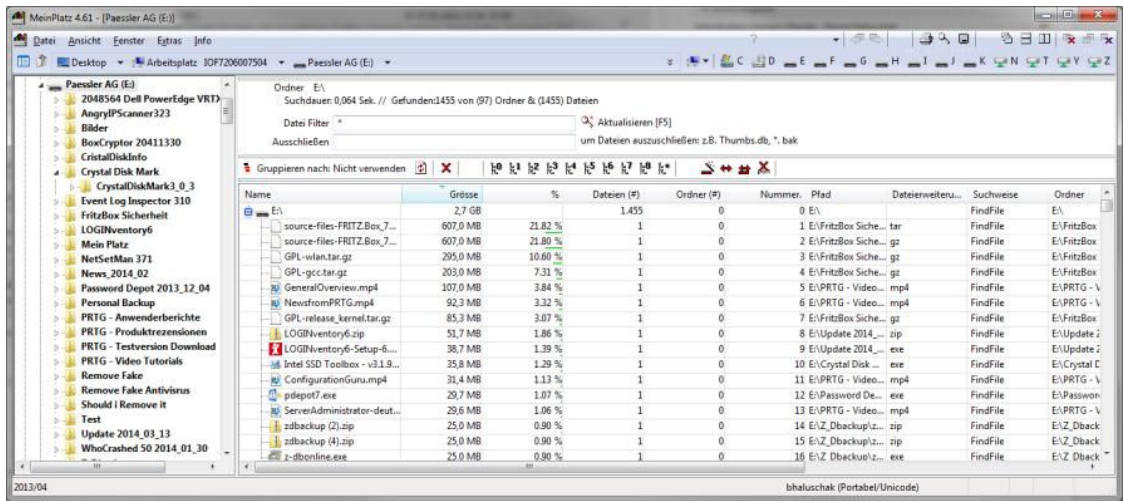 MeinPlatz 4.61 - [Paessler AG (E:)]
Datei Ansicht Fenster Extras Info
Desktop Arbeitsplatz IOF7206007504 Paessler AG (E:) C D E F G H I J K N T Y Z
Paessler AG (E:)
2048564 Dell PowerEdge VRTX
AngryIPScanner323
Bilder
BoxCryptor 20411330
CristalDiskInfo
Crystal Disk Mark
CrystalDiskMark3_0_3
Event Log Inspector 310
FritzBox Sicherheit
LOGINventory6
Mein Platz
NetSetMan 371
News_2014_02
Password Depot 2013_12_04
Personal Backup
PRTG - Anwenderberichte
PRTG - Produktrezensionen
PRTG - Testversion Download
PRTG - Video Tutorials
Remove Fake
Remove Fake Antivisrus
Should i Remove it
Test
Update 2014_03_13
WhoCrashed 50 2014_01_30
Ordner E:\
Suchdauer: 0,064 Sek. // Gefunden:1455 von (97) Ordner & (1455) Dateien
Datei Filter * Aktualisieren [F5]
Ausschließen um Dateien auszuschließen: z.B. Thumbs.db, *. bak
Gruppieren nach: Nicht verwenden 0 1 2 3 4 5 6 7 8 *
Name Grösse % Dateien (#) Ordner (#) Nummer. Pfad Dateierweiteru... Suchweise Ordner
E:\ 2,7 GB 1.455 0 0 E:\ FindFile E:\
source-files-FRITZ.Box_7... 607,0 MB 21.82 % 1 0 1 E:\FritzBox Siche... tar FindFile E:\FritzBox
source-files-FRITZ.Box_7... 607,0 MB 21.80 % 1 0 2 E:\FritzBox Siche... gz FindFile E:\FritzBox
GPL-wlan.tar.gz 295,0 MB 10.60 % 1 0 3 E:\FritzBox Siche... gz FindFile E:\FritzBox
GPL-gcc.tar.gz 203,0 MB 7.31 % 1 0 4 E:\FritzBox Siche... gz FindFile E:\FritzBox
GeneralOverview.mp4 107,0 MB 3.84 % 1 0 5 E:\PRTG - Video... mp4 FindFile E:\PRTG - V
NewsfromPRTG.mp4 92,3 MB 3.32 % 1 0 6 E:\PRTG - Video... mp4 FindFile E:\PRTG - V
GPL-release_kernel.tar.gz 85,3 MB 3.07 % 1 0 7 E:\FritzBox Siche... gz FindFile E:\FritzBox
LOGINventory6.zip 51,7 MB 1.86 % 1 0 8 E:\Update 2014_... zip FindFile E:\Update 2
LOGINventory6-Setup-6.... 38,7 MB 1.39 % 1 0 9 E:\Update 2014_... exe FindFile E:\Update 2
Intel SSD Toolbox - v3.1.9... 35,8 MB 1.29 % 1 0 10 E:\Crystal Disk ... exe FindFile E:\Crystal D
ConfigurationGuru.mp4 31,4 MB 1.13 % 1 0 11 E:\PRTG - Video... mp4 FindFile E:\PRTG - V
pdepot7.exe 29,7 MB 1.07 % 1 0 12 E:\Password De... exe FindFile E:\Passwor
ServerAdministrator-deut... 29,6 MB 1.06 % 1 0 13 E:\PRTG - Video... mp4 FindFile E:\PRTG - V
zdbackup (2).zip 25,0 MB 0.90 % 1 0 14 E:\Z_Dbackup\z... zip FindFile E:\Z_Dback
zdbackup (4).zip 25,0 MB 0.90 % 1 0 15 E:\Z_Dbackup\z... zip FindFile E:\Z_Dback
z-dbonline.exe 25,0 MB 0.90 % 1 0 16 E:\Z_Dbackup\z... exe FindFile E:\Z_Dback
2013/04 bhaluschak (Portabel/Unicode)